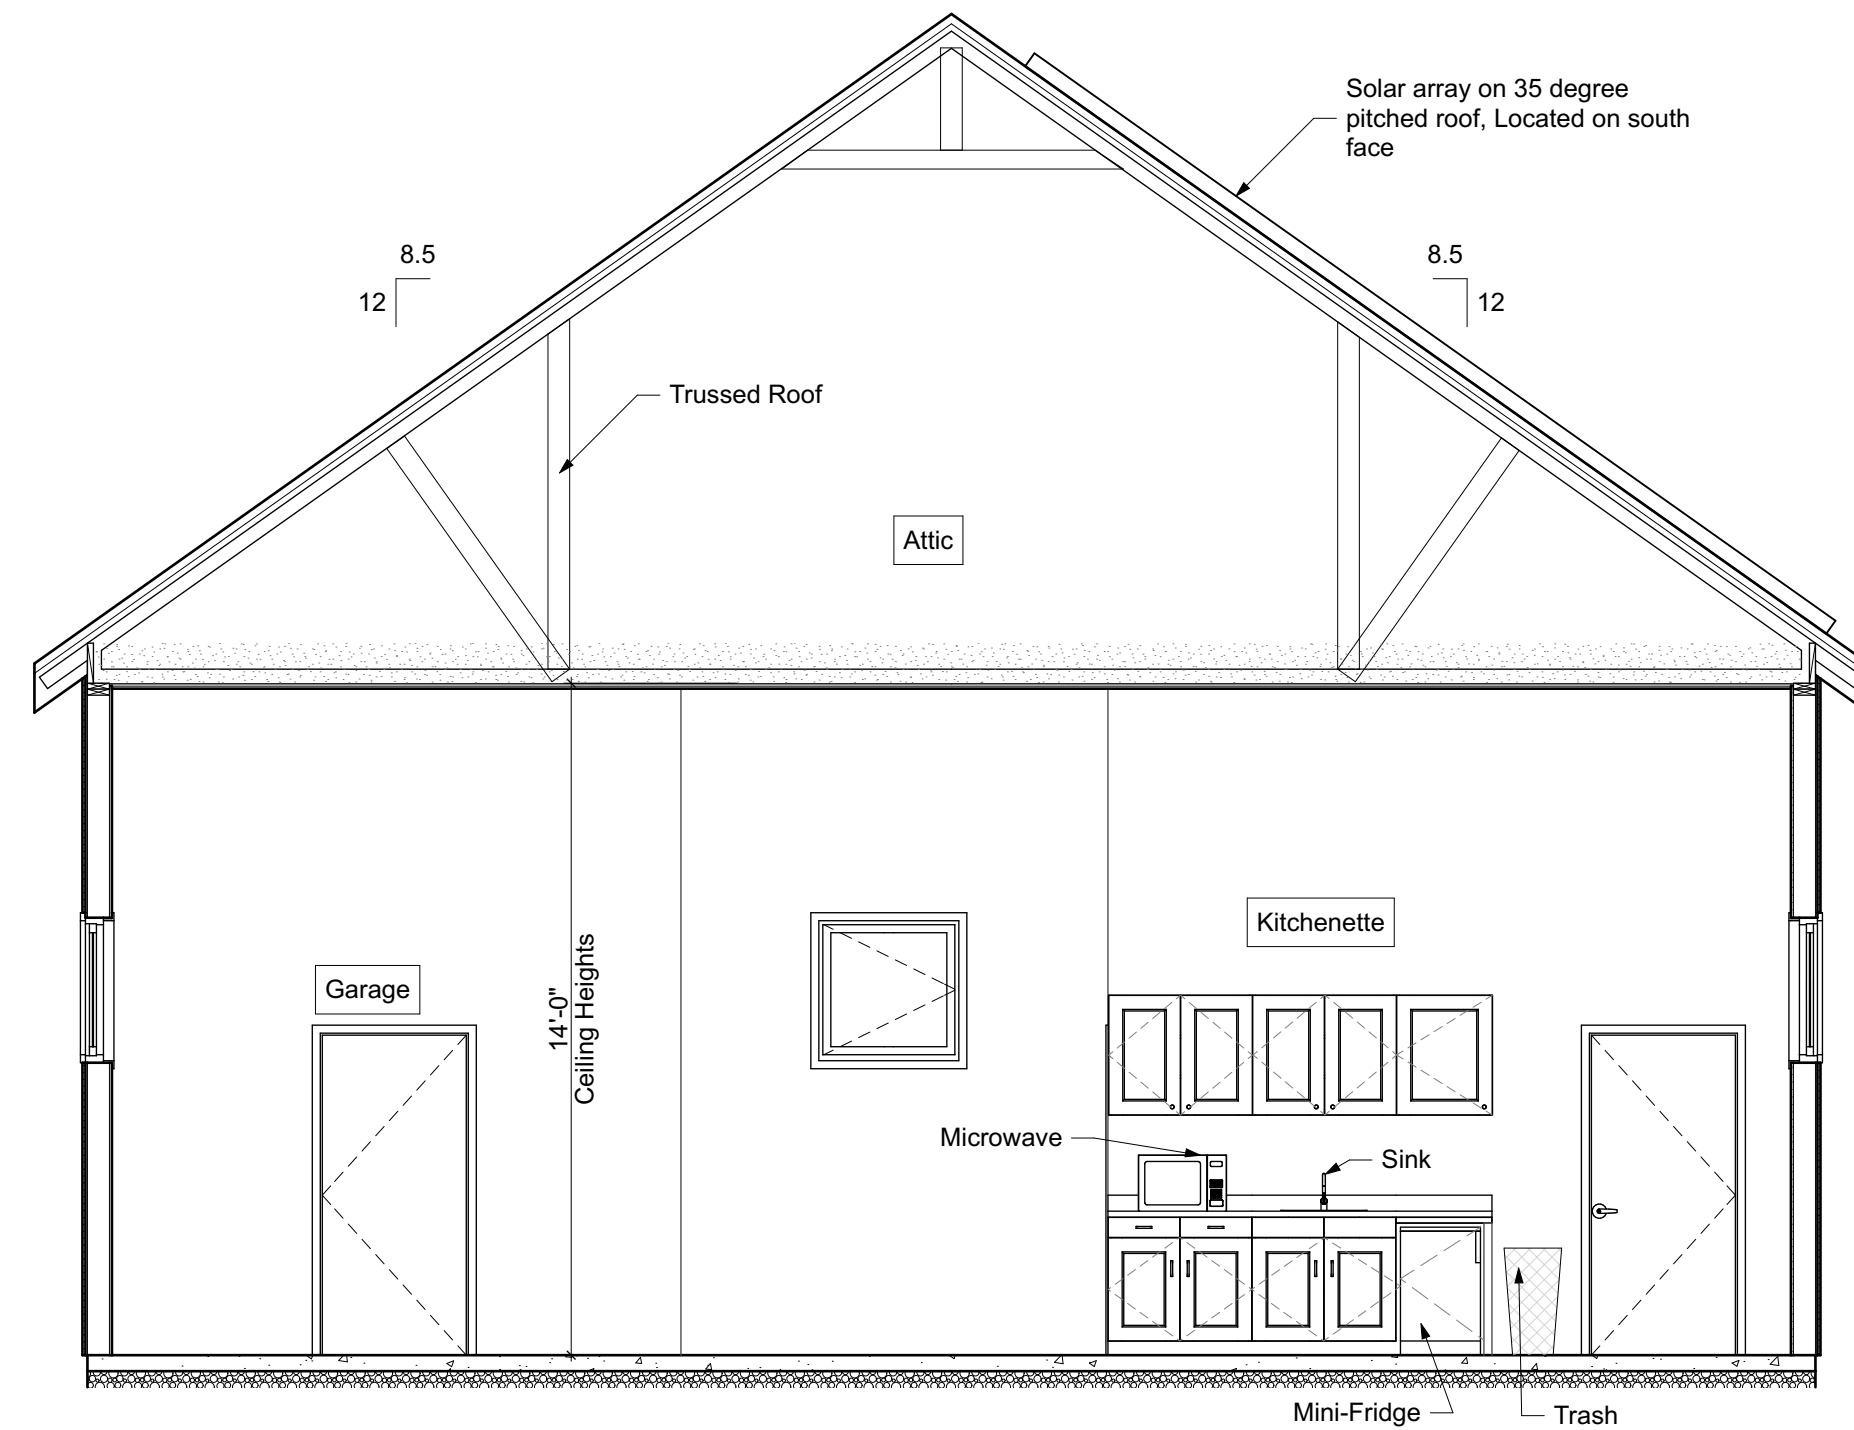 Solar array on 35 degree
pitched roof, Located on south
face
8.5
12
8.5
12
Trussed Roof
Attic
Kitchenette
Garage
14'-0"
Ceiling Heights
Microwave
Sink
Mini-Fridge
Trash